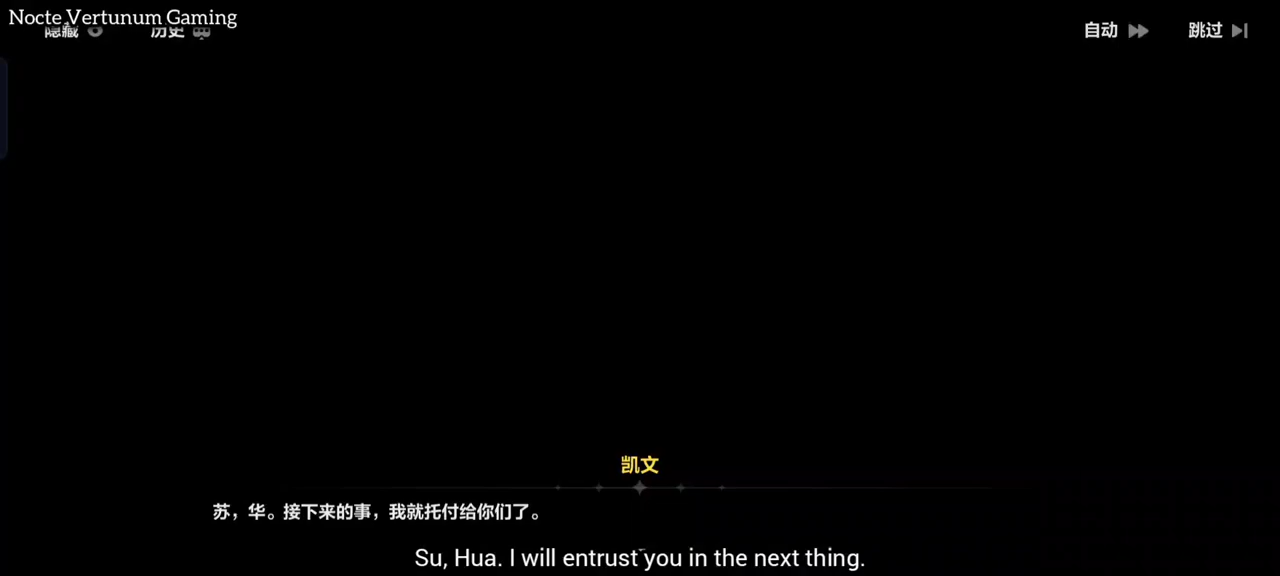 Nocte Vertunum Gaming
隐藏 历史 自动 跳过
凯文
苏，华。接下来的事，我就托付给你们了。
Su, Hua. I will entrust you in the next thing.